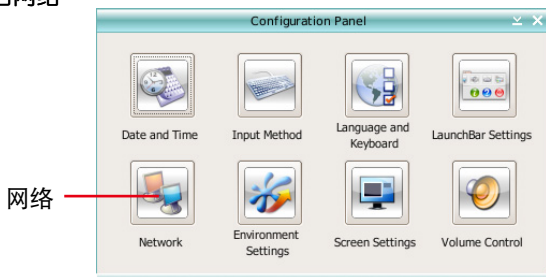 Configuration Panel
Date and Time
Input Method
Language and
Keyboard
LaunchBar Settings
网络
Network
Environment
Settings
Screen Settings
Volume Control